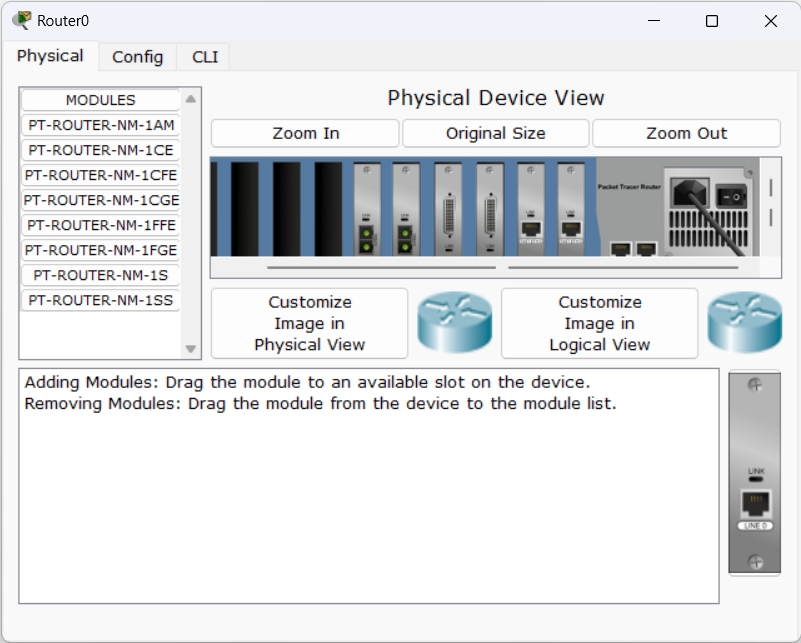 Router0
Physical
Config
CLI
MODULES
PT-ROUTER-NM-1AM
PT-ROUTER-NM-1CE
PT-ROUTER-NM-1CFE
PT-ROUTER-NM-1CGE
PT-ROUTER-NM-1FFE
PT-ROUTER-NM-1FGE
PT-ROUTER-NM-1S
PT-ROUTER-NM-1SS
Physical Device View
Zoom In
Original Size
Zoom Out
Packet Tracer Router
Customize
Image in
Physical View
Customize
Image in
Logical View
Adding Modules: Drag the module to an available slot on the device.
Removing Modules: Drag the module from the device to the module list.
LINK
LINE 0